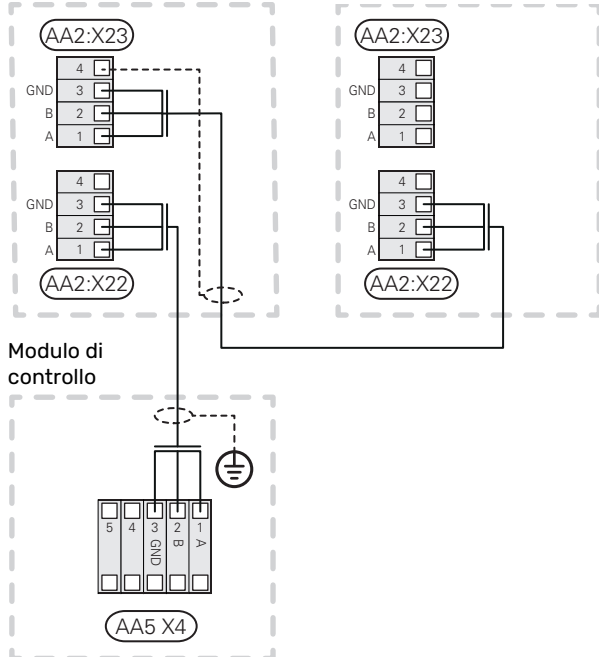 AA2:X23
4
GND 3
B 2
A 1
4
GND 3
B 2
A 1
AA2:X22
AA2:X23
4
GND 3
B 2
A 1
4
GND 3
B 2
A 1
AA2:X22
Modulo di
controllo
5 4 3 2 1
GND B A
AA5 X4